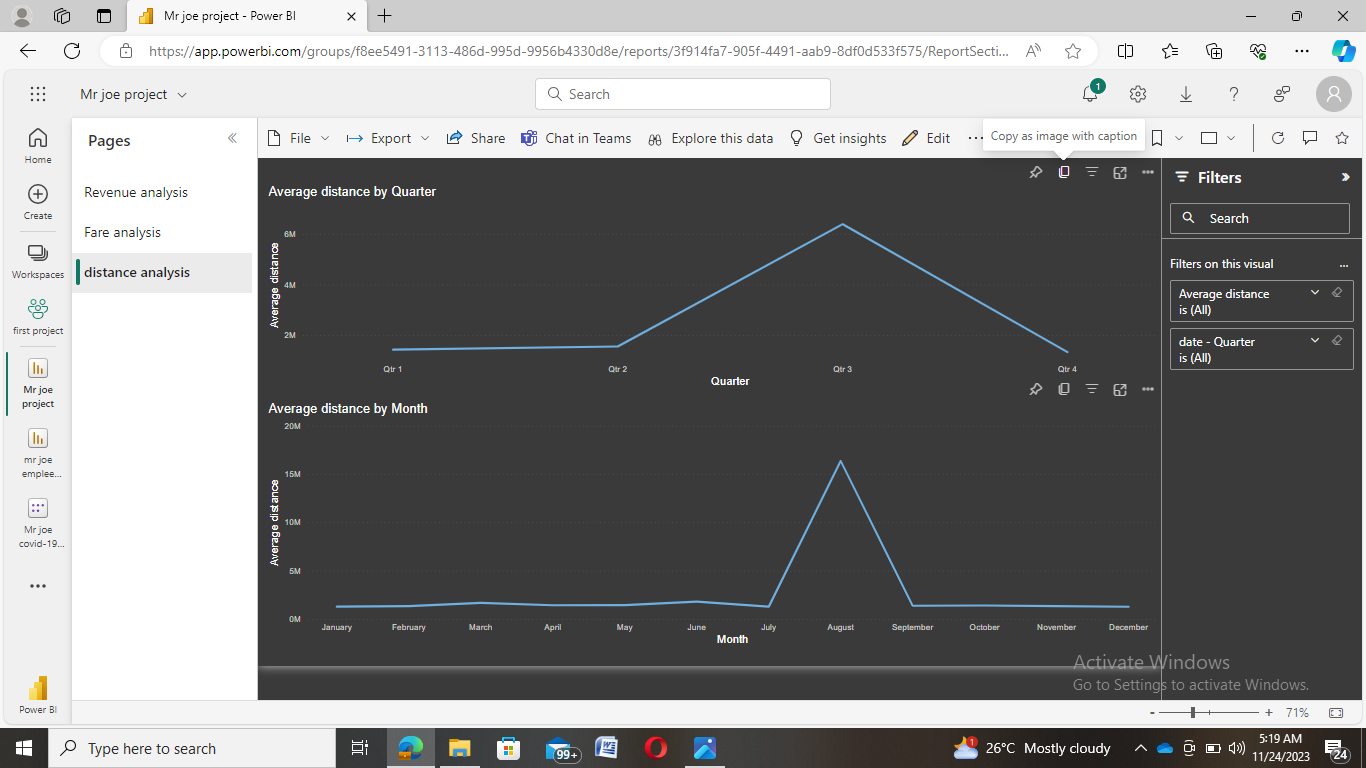 Mr joe project - Power BI
https://app.powerbi.com/groups/f8ee5491-3113-486d-995d-9956b4330d8e/reports/3f914fa7-905f-4491-aab9-8df0d533f575/ReportSecti...
Mr joe project
Search
1
Home
Create
Workspaces
first project
Mr joe
project
mr joe
emplee...
Mr joe
covid-19...
Power BI
Pages
Revenue analysis
Fare analysis
distance analysis
File
Export
Share
Chat in Teams
Explore this data
Get insights
Edit
Copy as image with caption
Average distance by Quarter
Average distance
6M
4M
2M
Qtr 1
Qtr 2
Qtr 3
Qtr 4
Quarter
Average distance by Month
Average distance
20M
15M
10M
5M
0M
January
February
March
April
May
June
July
August
September
October
November
December
Month
Filters
Search
Filters on this visual
Average distance
is (All)
date - Quarter
is (All)
Activate Windows
Go to Settings to activate Windows.
- + 71%
Type here to search
99+
1
26°C Mostly cloudy
5:19 AM
11/24/2023
24